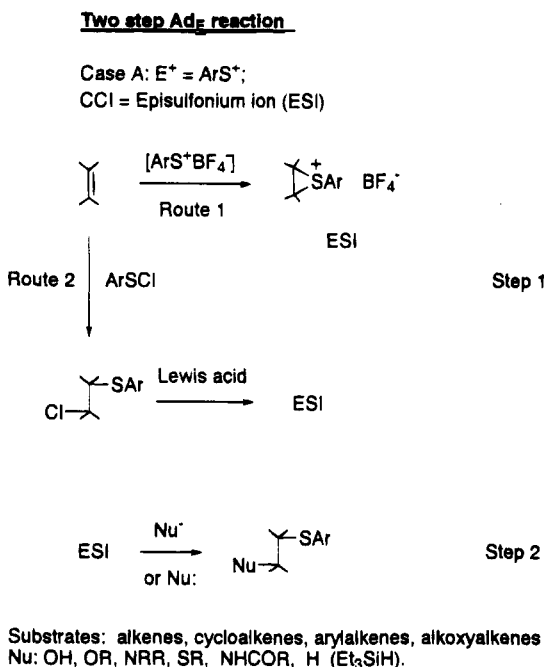 Two step AdE reaction
Case A: E+ = ArS+;
CCI = Episulfonium ion (ESI)
[ArS+BF4-]
Route 1
+
SAr BF4-
ESI
Route 2 ArSCl
Step 1
SAr
Cl
Lewis acid
ESI
ESI
Nu-
or Nu:
SAr
Nu
Step 2
Substrates: alkenes, cycloalkenes, arylalkenes, alkoxyalkenes
Nu: OH, OR, NRR, SR, NHCOR, H (Et3SiH).